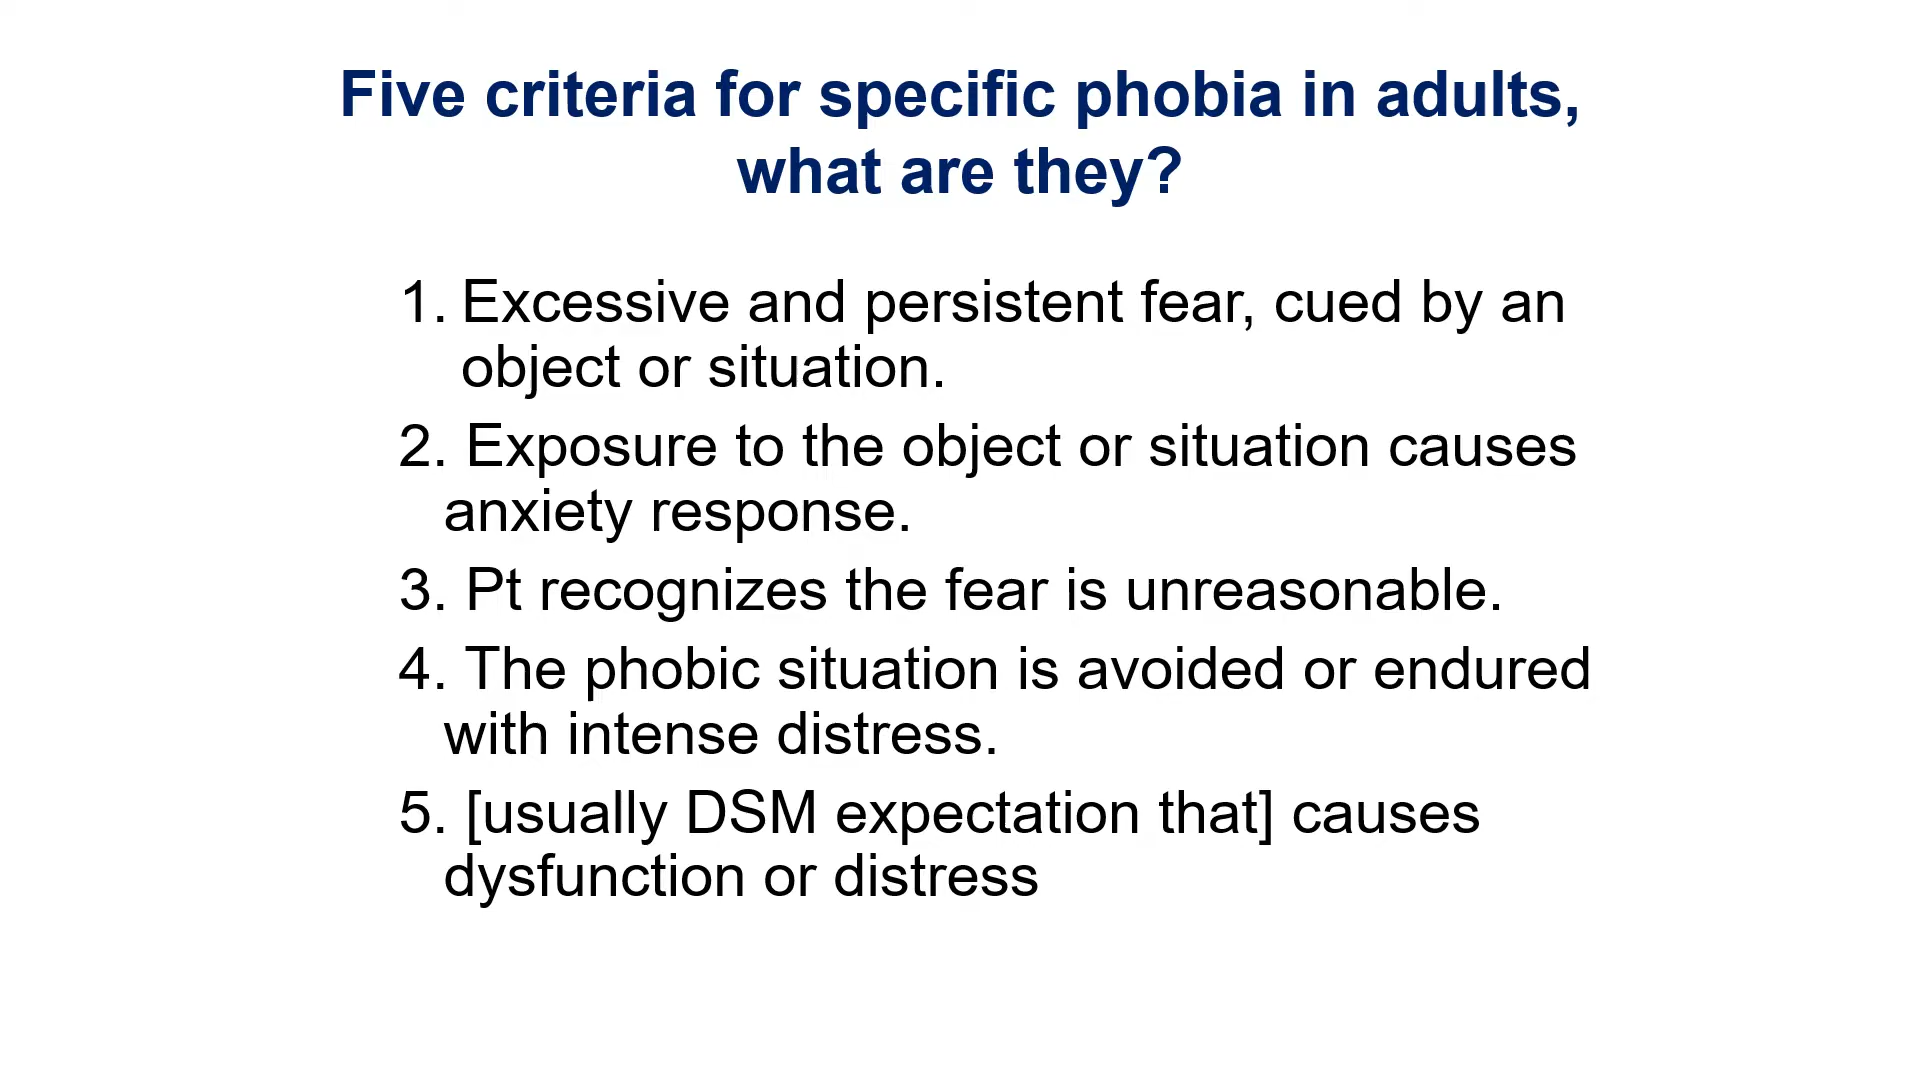 Five criteria for specific phobia in adults,
what are they?
1. Excessive and persistent fear, cued by an
object or situation.
2. Exposure to the object or situation causes
anxiety response.
3. Pt recognizes the fear is unreasonable.
4. The phobic situation is avoided or endured
with intense distress.
5. [usually DSM expectation that] causes
dysfunction or distress